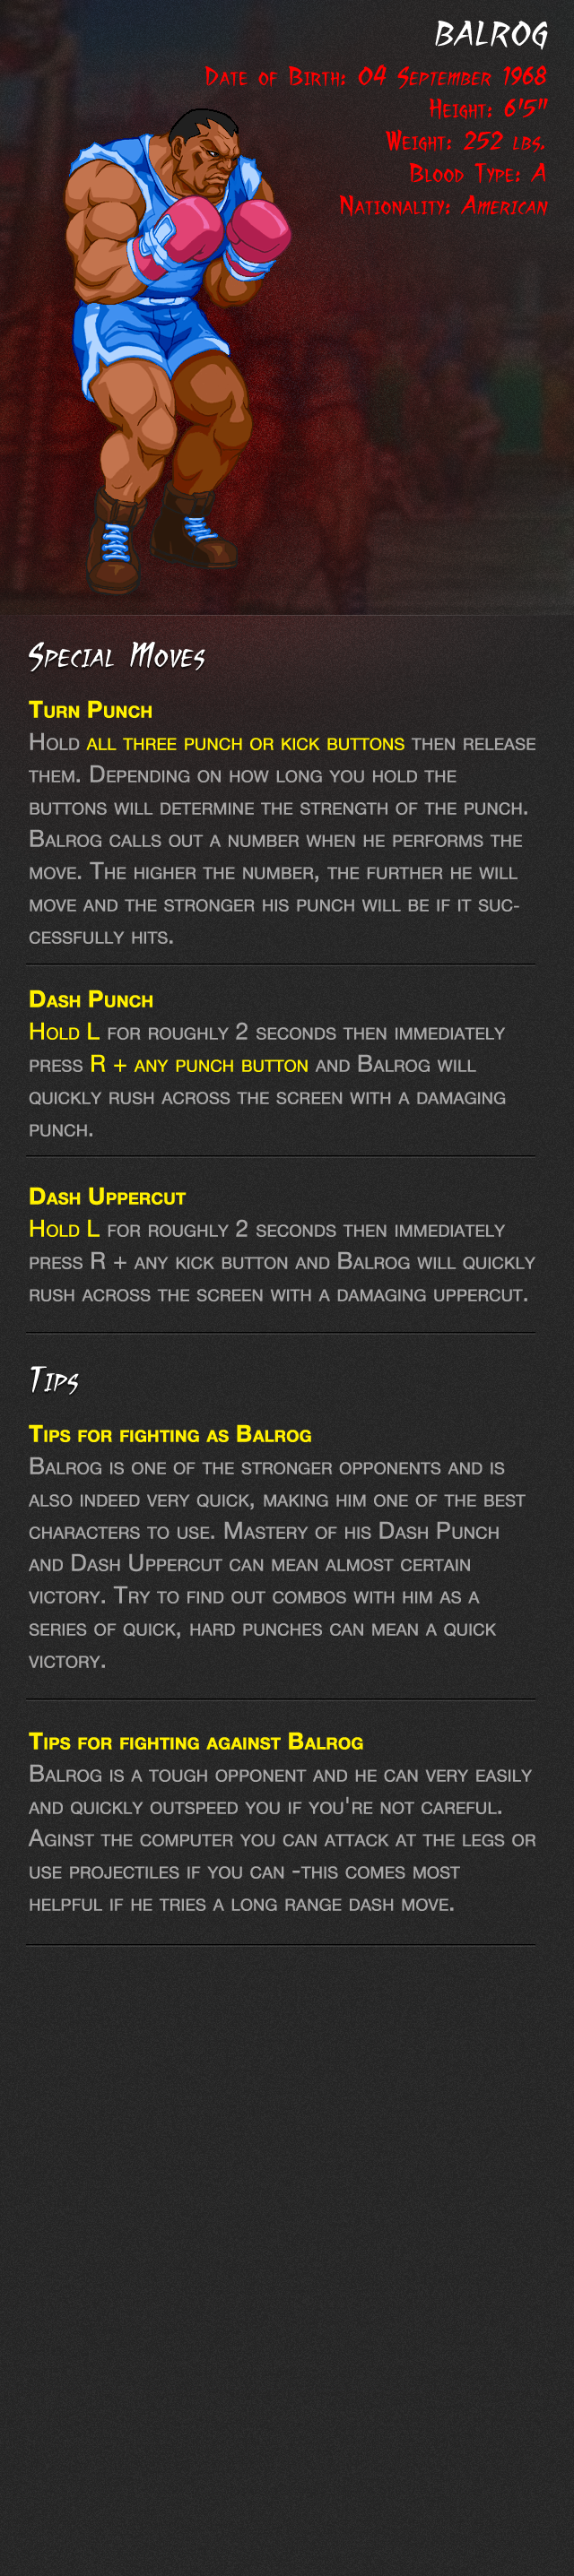 BALROG
Date of Birth: 04 September 1968
Height: 6'5"
Weight: 252 lbs.
Blood Type: A
Nationality: American
Special Moves
Turn Punch
Hold all three punch or kick buttons then release
them. Depending on how long you hold the
buttons will determine the strength of the punch.
Balrog calls out a number when he performs the
move. The higher the number, the further he will
move and the stronger his punch will be if it suc-
cessfully hits.
Dash Punch
Hold L for roughly 2 seconds then immediately
press R + any punch button and Balrog will
quickly rush across the screen with a damaging
punch.
Dash Uppercut
Hold L for roughly 2 seconds then immediately
press R + any kick button and Balrog will quickly
rush across the screen with a damaging uppercut.
Tips
Tips for fighting as Balrog
Balrog is one of the stronger opponents and is
also indeed very quick, making him one of the best
characters to use. Mastery of his Dash Punch
and Dash Uppercut can mean almost certain
victory. Try to find out combos with him as a
series of quick, hard punches can mean a quick
victory.
Tips for fighting against Balrog
Balrog is a tough opponent and he can very easily
and quickly outspeed you if you're not careful.
Aginst the computer you can attack at the legs or
use projectiles if you can -this comes most
helpful if he tries a long range dash move.